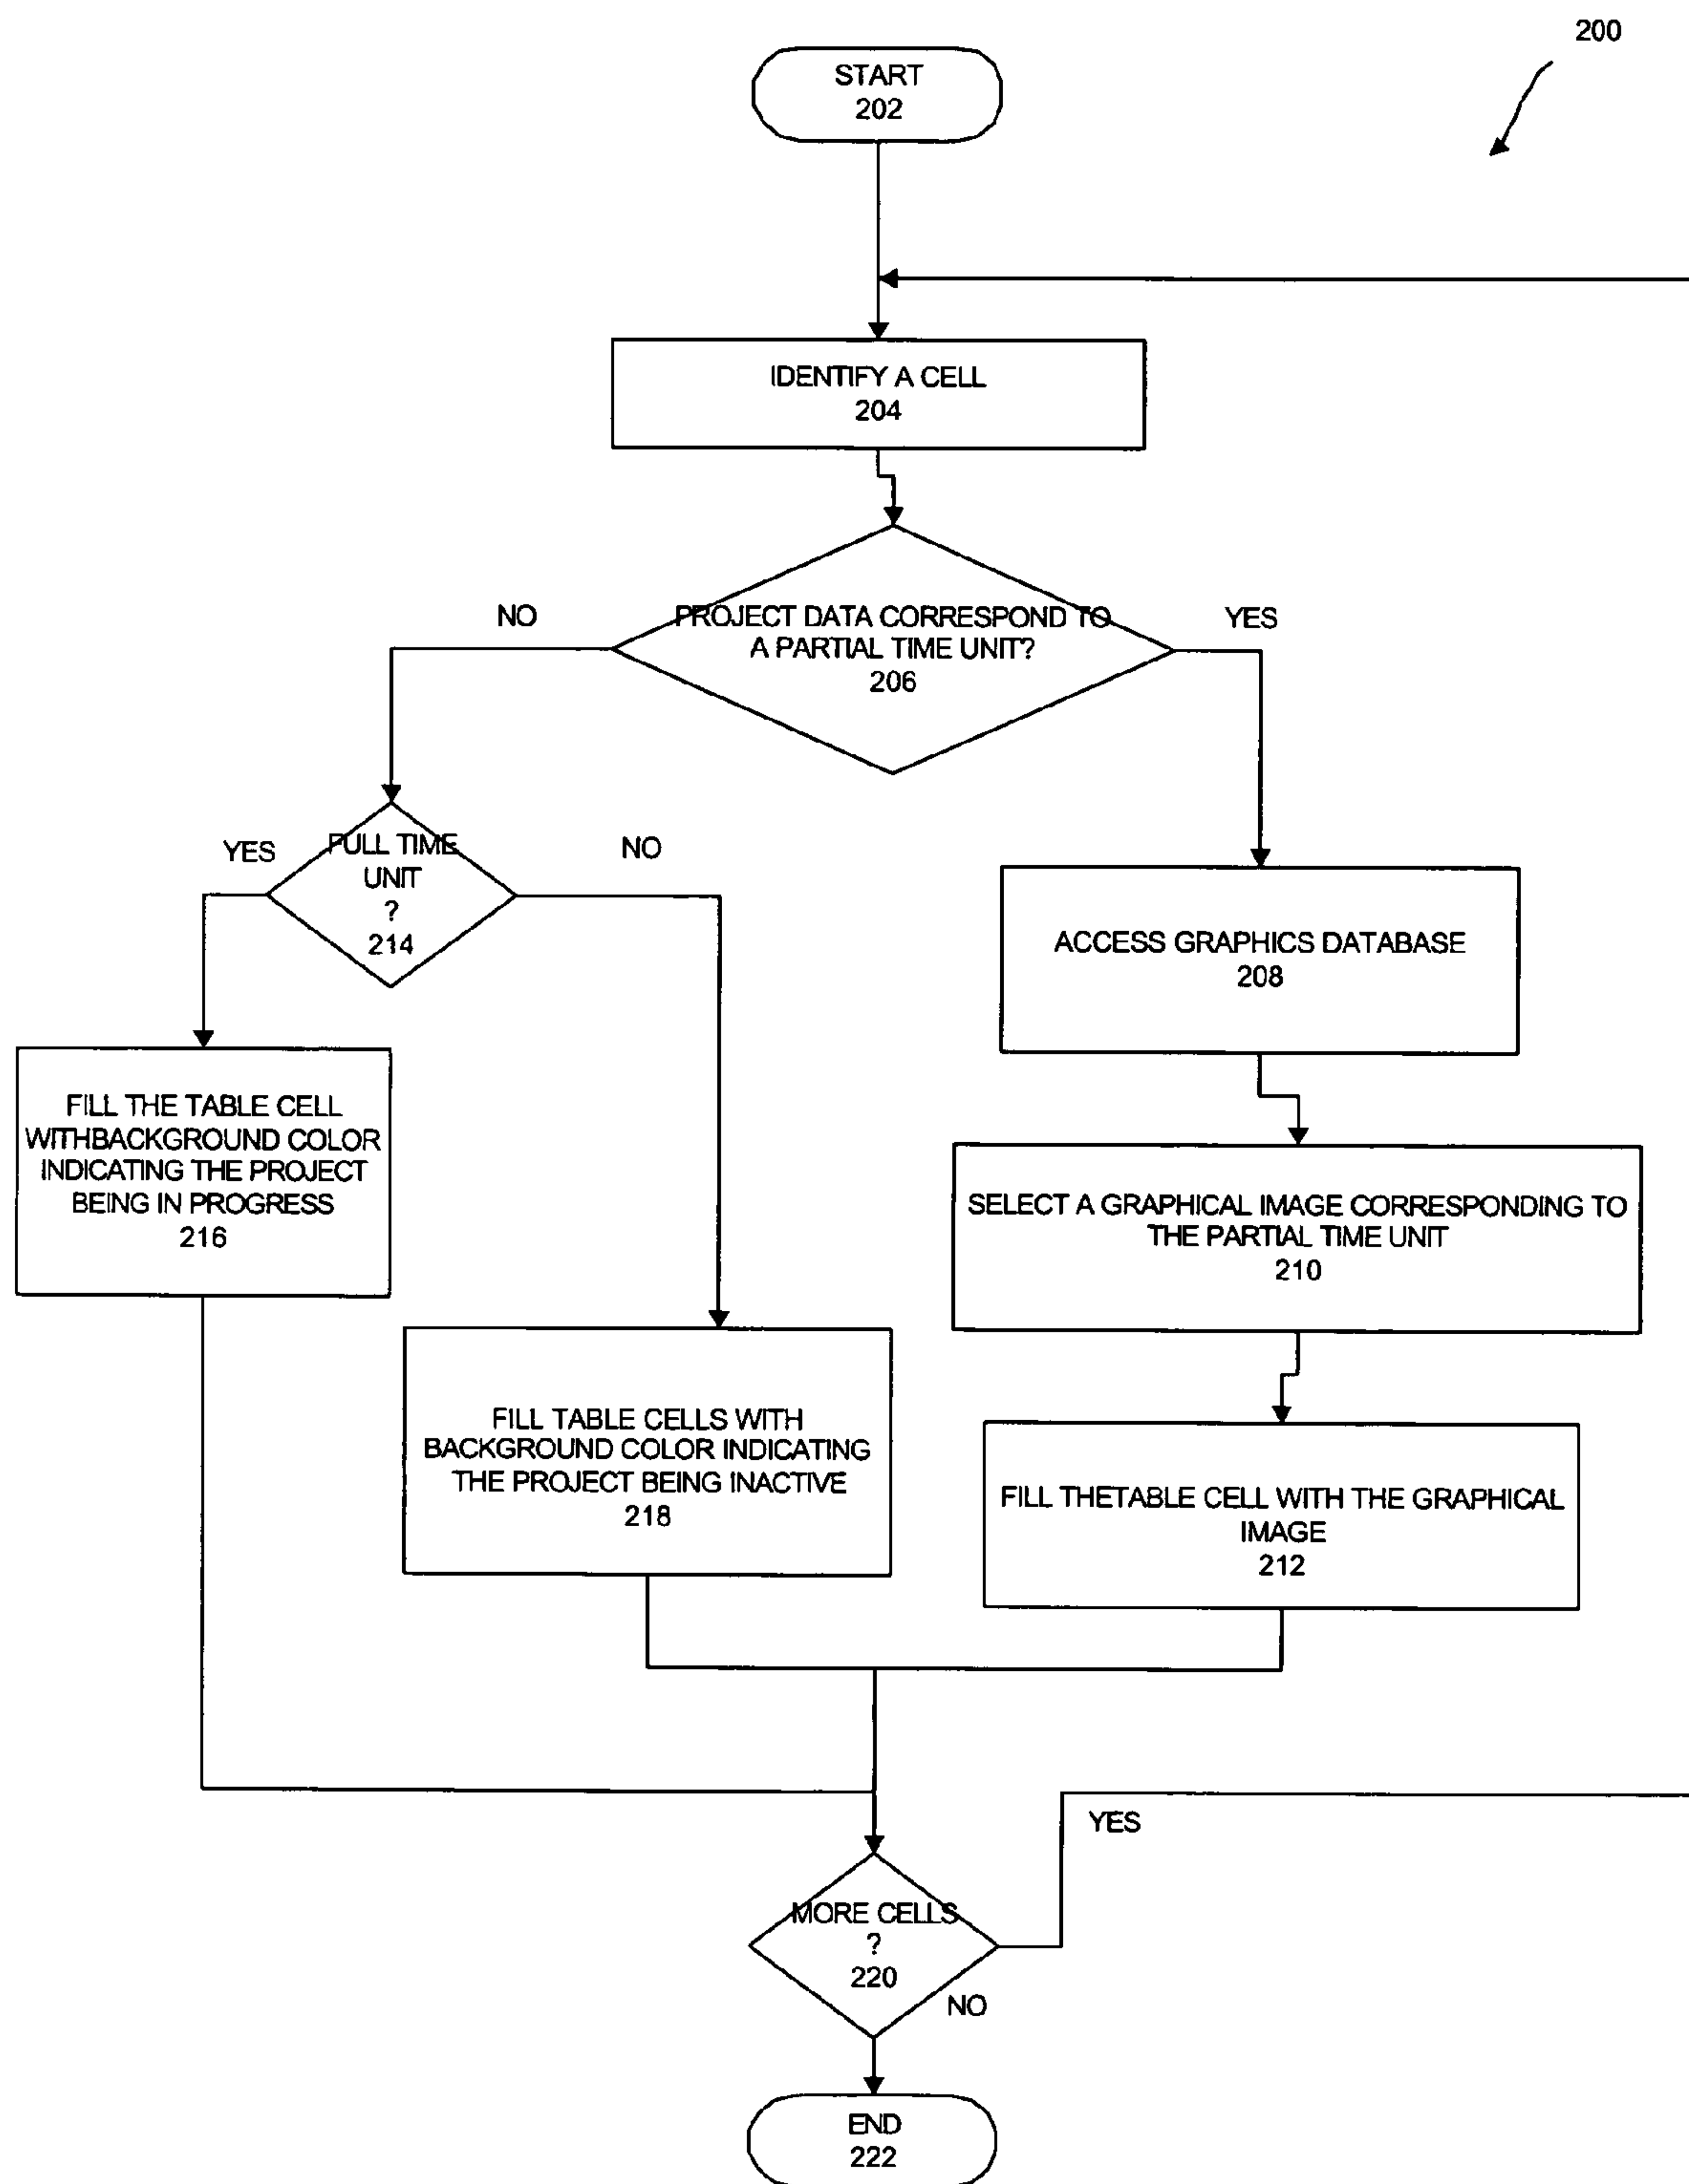 200
START
202
IDENTIFY A CELL
204
PROJECT DATA CORRESPOND TO
A PARTIAL TIME UNIT?
206
NO
YES
FULL TIME
UNIT
?
214
YES
NO
ACCESS GRAPHICS DATABASE
208
FILL THE TABLE CELL
WITHBACKGROUND COLOR
INDICATING THE PROJECT
BEING IN PROGRESS
216
SELECT A GRAPHICAL IMAGE CORRESPONDING TO
THE PARTIAL TIME UNIT
210
FILL TABLE CELLS WITH
BACKGROUND COLOR INDICATING
THE PROJECT BEING INACTIVE
218
FILL THETABLE CELL WITH THE GRAPHICAL
IMAGE
212
YES
MORE CELLS
?
220
NO
END
222